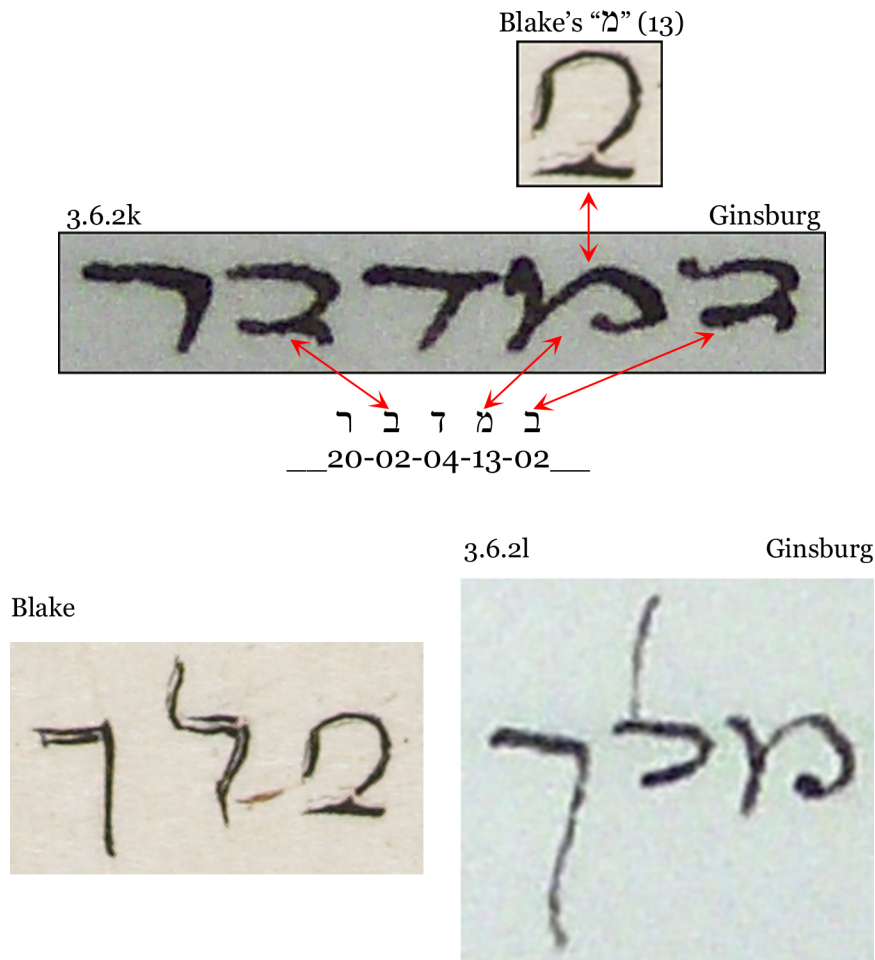 Blake’s “מ” (13)
3.6.2k Ginsburg
במדבר
ב מ ד ב ר
__20-02-04-13-02__
3.6.2l Ginsburg
Blake
מלך
מלך